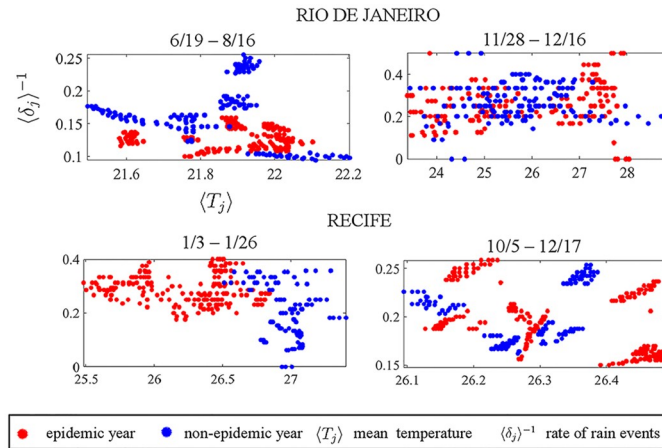 RIO DE JANEIRO
6/19 – 8/16
11/28 – 12/16
⟨δj⟩⁻¹
0.25
0.2
0.15
0.1
21.6 21.8 22 22.2
0.4
0.2
0
24 25 26 27 28
⟨Tj⟩
RECIFE
1/3 – 1/26
10/5 – 12/17
0.4
0.2
0
25.5 26 26.5 27
0.25
0.2
0.15
26.1 26.2 26.3 26.4
epidemic year non-epidemic year ⟨Tj⟩ mean temperature ⟨δj⟩⁻¹ rate of rain events